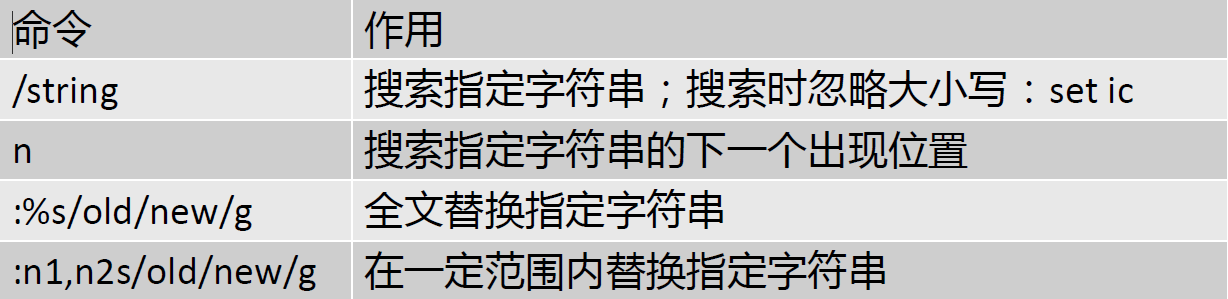 命令 作用
/string 搜索指定字符串；搜索时忽略大小写：set ic
n 搜索指定字符串的下一个出现位置
:%s/old/new/g 全文替换指定字符串
:n1,n2s/old/new/g 在一定范围内替换指定字符串